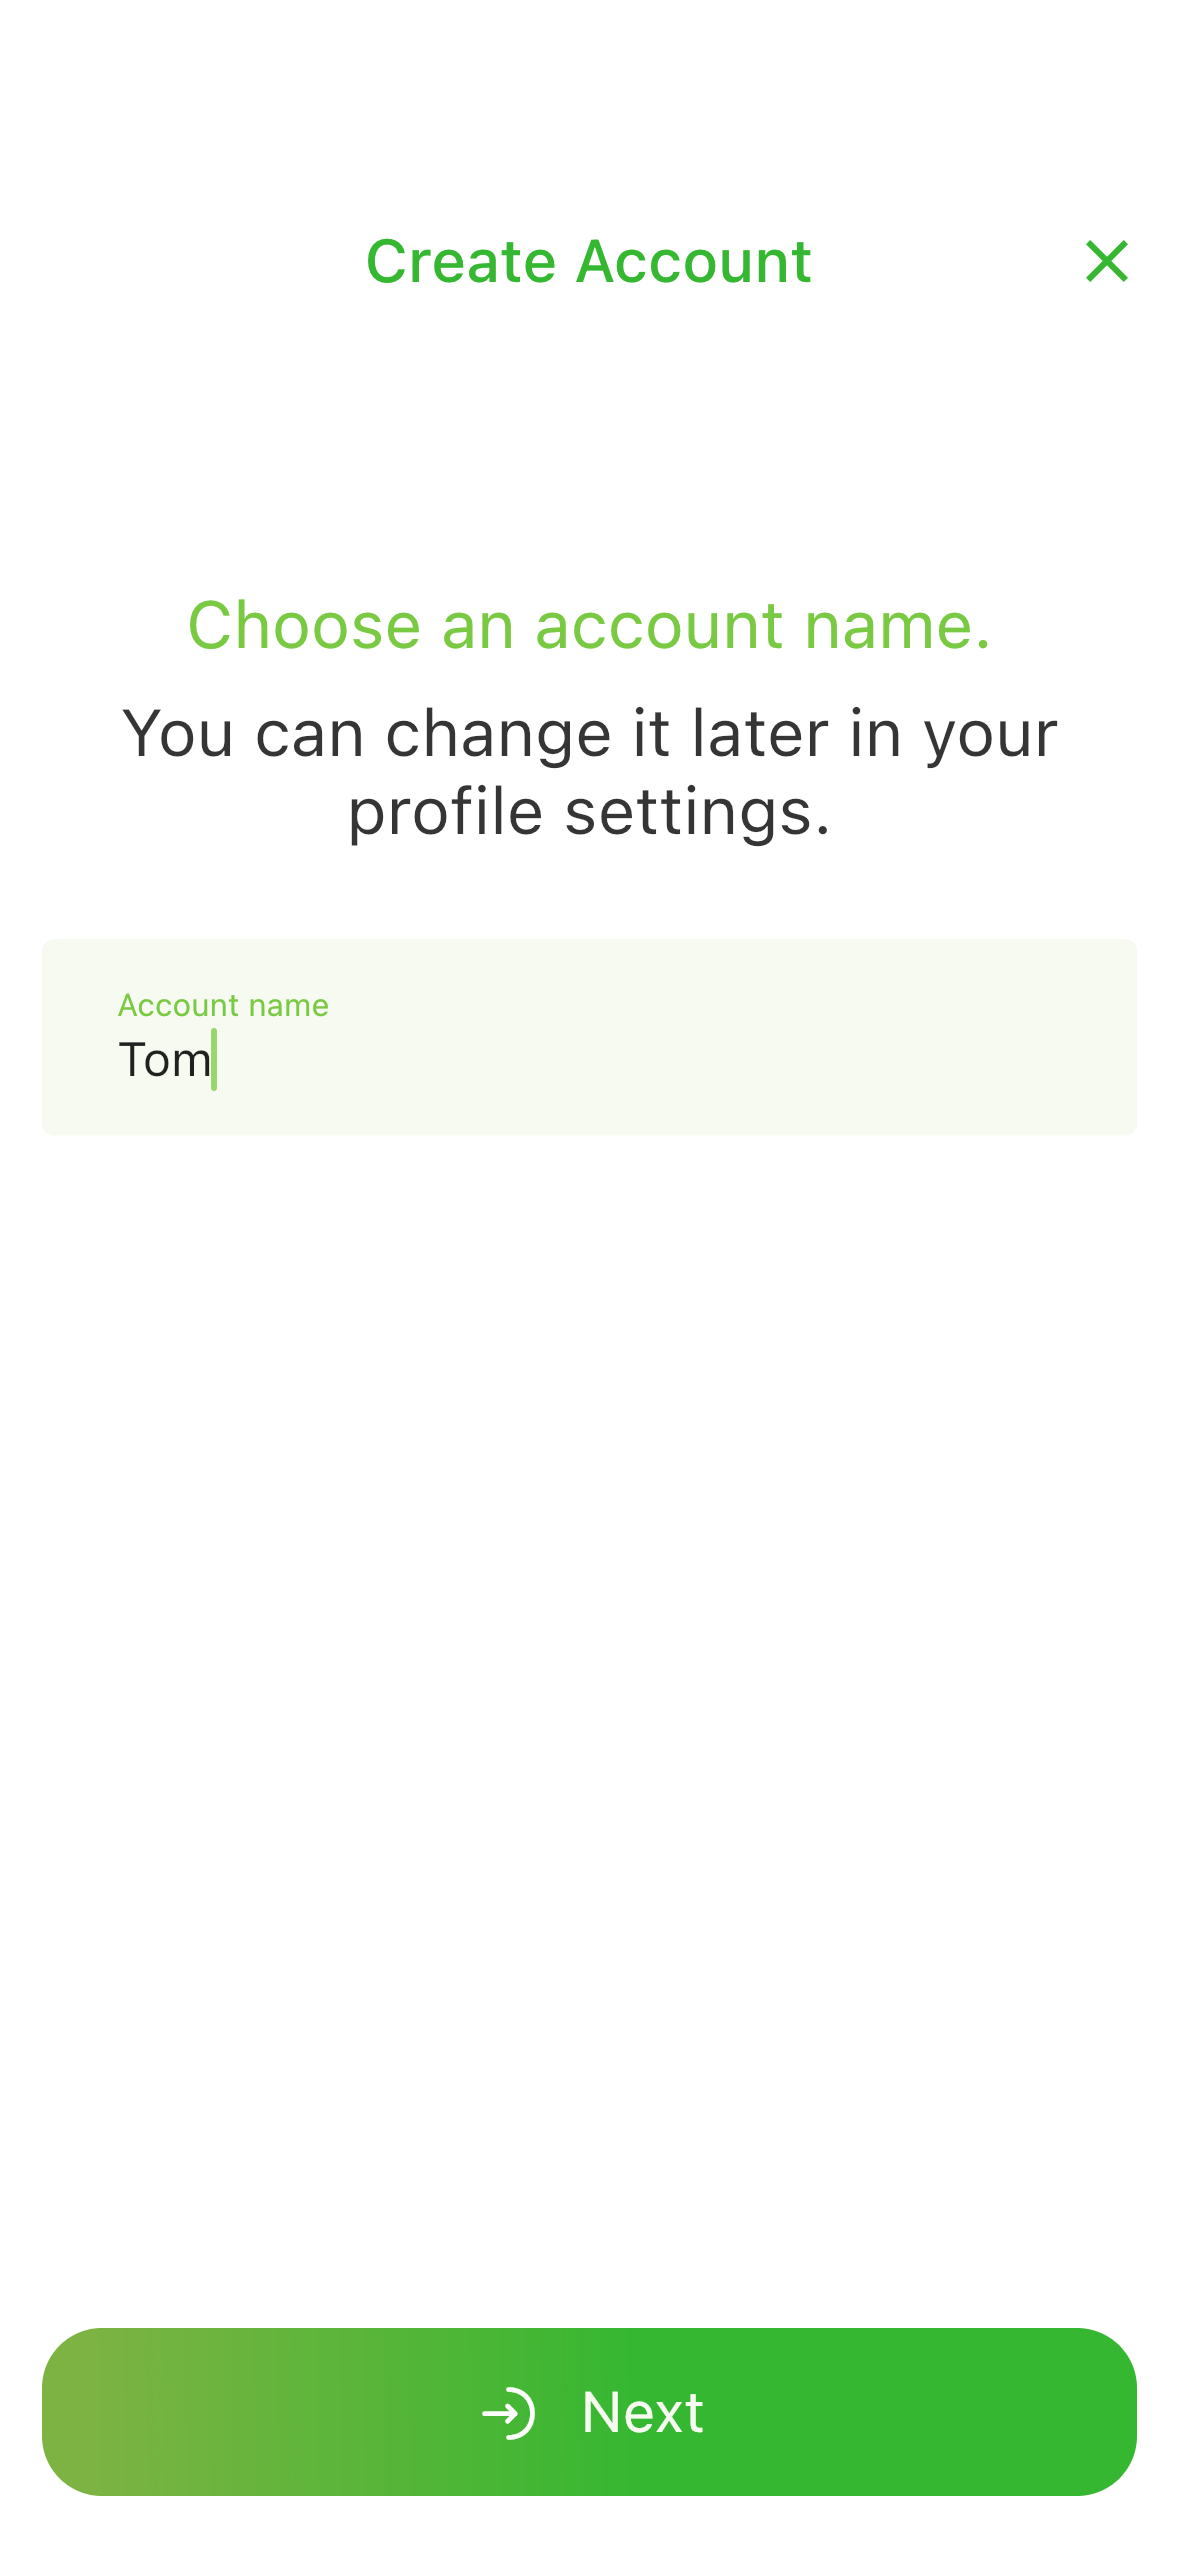 Create Account
Choose an account name.
You can change it later in your
profile settings.
Account name
Tom
Next